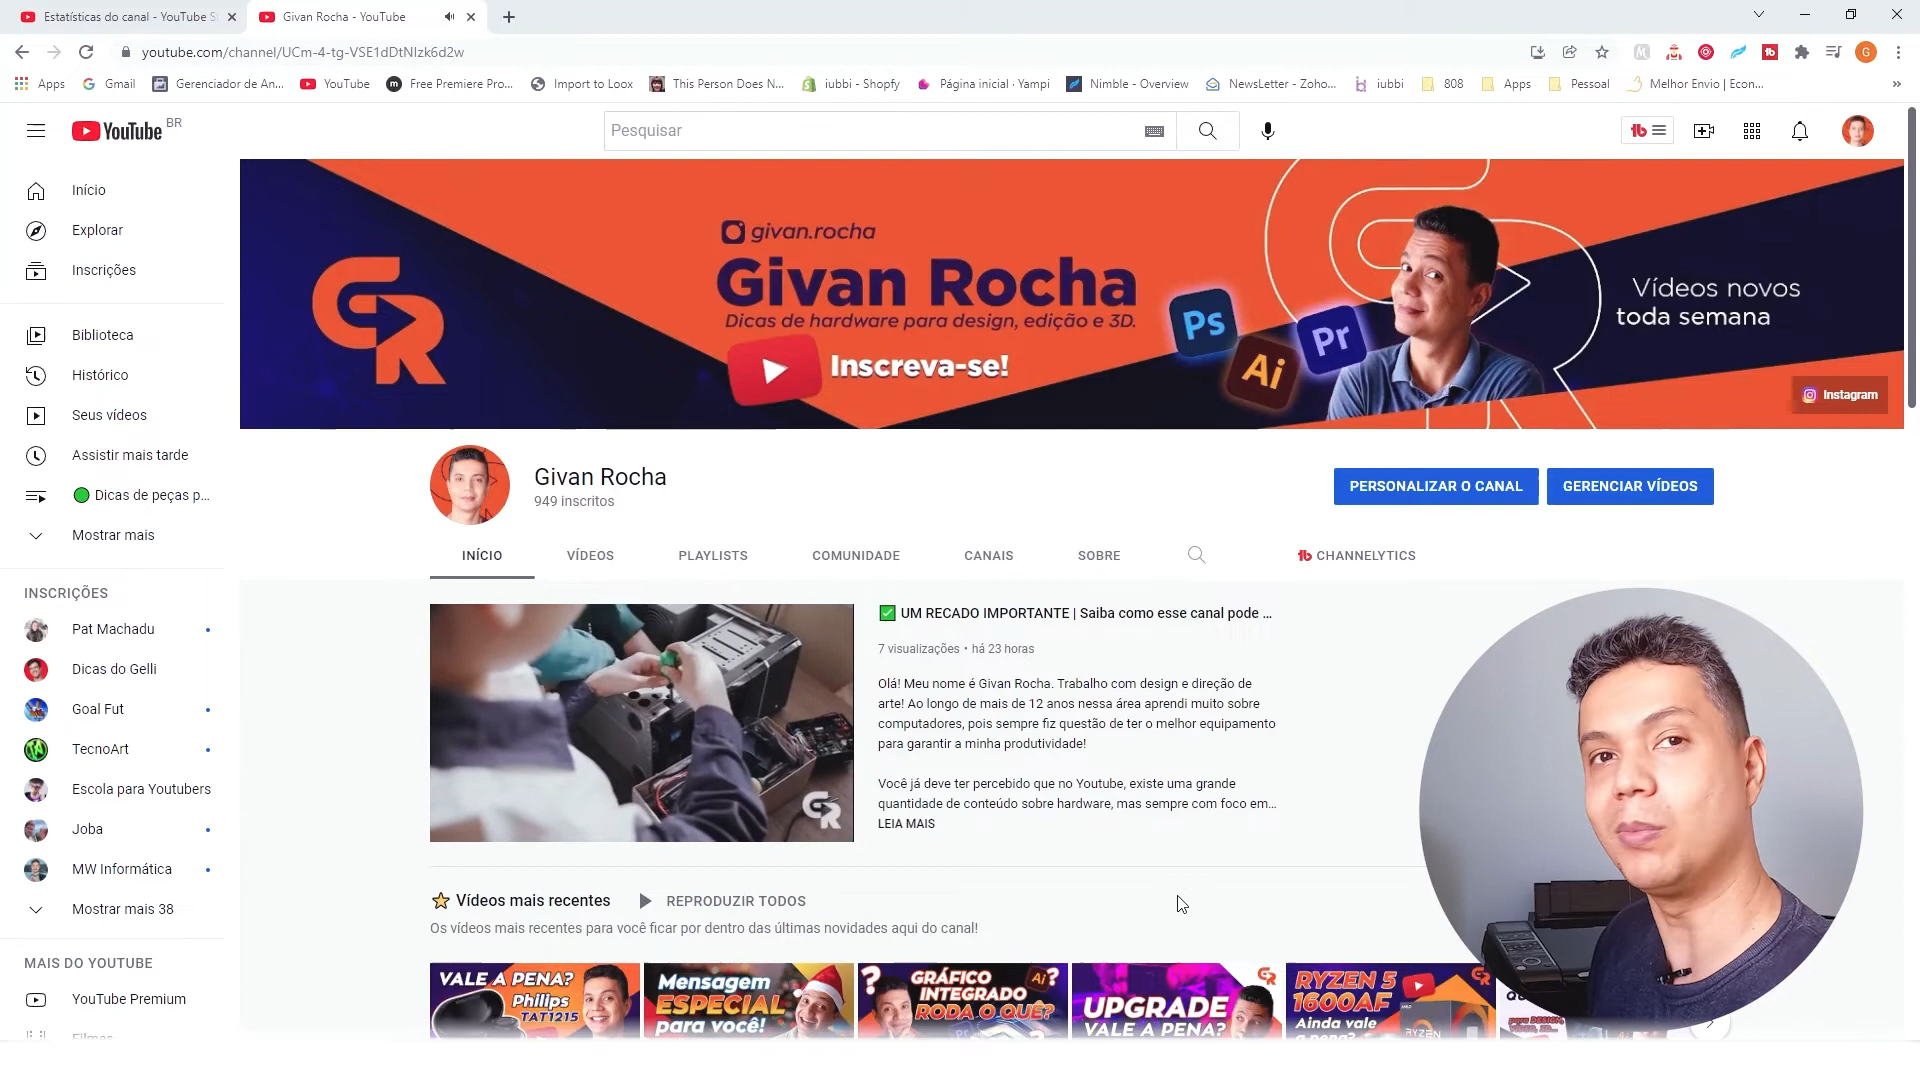 Estatísticas do canal - YouTube S
Givan Rocha - YouTube
youtube.com/channel/UCm-4-tg-VSE1dDtNIzk6d2w
Apps
Gmail
Gerenciador de An...
YouTube
Free Premiere Pro...
Import to Loox
This Person Does N...
iubbi - Shopfy
Página inicial · Yampi
Nimble - Overview
NewsLetter - Zoho...
iubbi
808
Apps
Pessoal
Melhor Envio | Econ...
YouTube BR
Pesquisar
Início
Explorar
Inscrições
Biblioteca
Histórico
Seus vídeos
Assistir mais tarde
Dicas de peças p...
Mostrar mais
INSCRIÇÕES
Pat Machadu
Dicas do Gelli
Goal Fut
TecnoArt
Escola para Youtubers
Joba
MW Informática
Mostrar mais 38
MAIS DO YOUTUBE
YouTube Premium
Filmes
givan.rocha
Givan Rocha
Dicas de hardware para design, edição e 3D.
Inscreva-se!
Ps
Ai
Pr
Vídeos novos
toda semana
Instagram
Givan Rocha
949 inscritos
PERSONALIZAR O CANAL
GERENCIAR VÍDEOS
INÍCIO
VÍDEOS
PLAYLISTS
COMUNIDADE
CANAIS
SOBRE
CHANNELYTICS
UM RECADO IMPORTANTE | Saiba como esse canal pode ...
7 visualizações • há 23 horas
Olá! Meu nome é Givan Rocha. Trabalho com design e direção de
arte! Ao longo de mais de 12 anos nessa área aprendi muito sobre
computadores, pois sempre fiz questão de ter o melhor equipamento
para garantir a minha produtividade!
Você já deve ter percebido que no Youtube, existe uma grande
quantidade de conteúdo sobre hardware, mas sempre com foco em...
LEIA MAIS
Vídeos mais recentes
REPRODUZIR TODOS
Os vídeos mais recentes para você ficar por dentro das últimas novidades aqui do canal!
VALE A PENA?
Philips
TAT1215
Mensagem
ESPECIAL
para você!
GRÁFICO
INTEGRADO
RODA O QUÊ?
Ai
UPGRADE
VALE A PENA?
RYZEN 5
1600AF
Ainda vale
a pena?